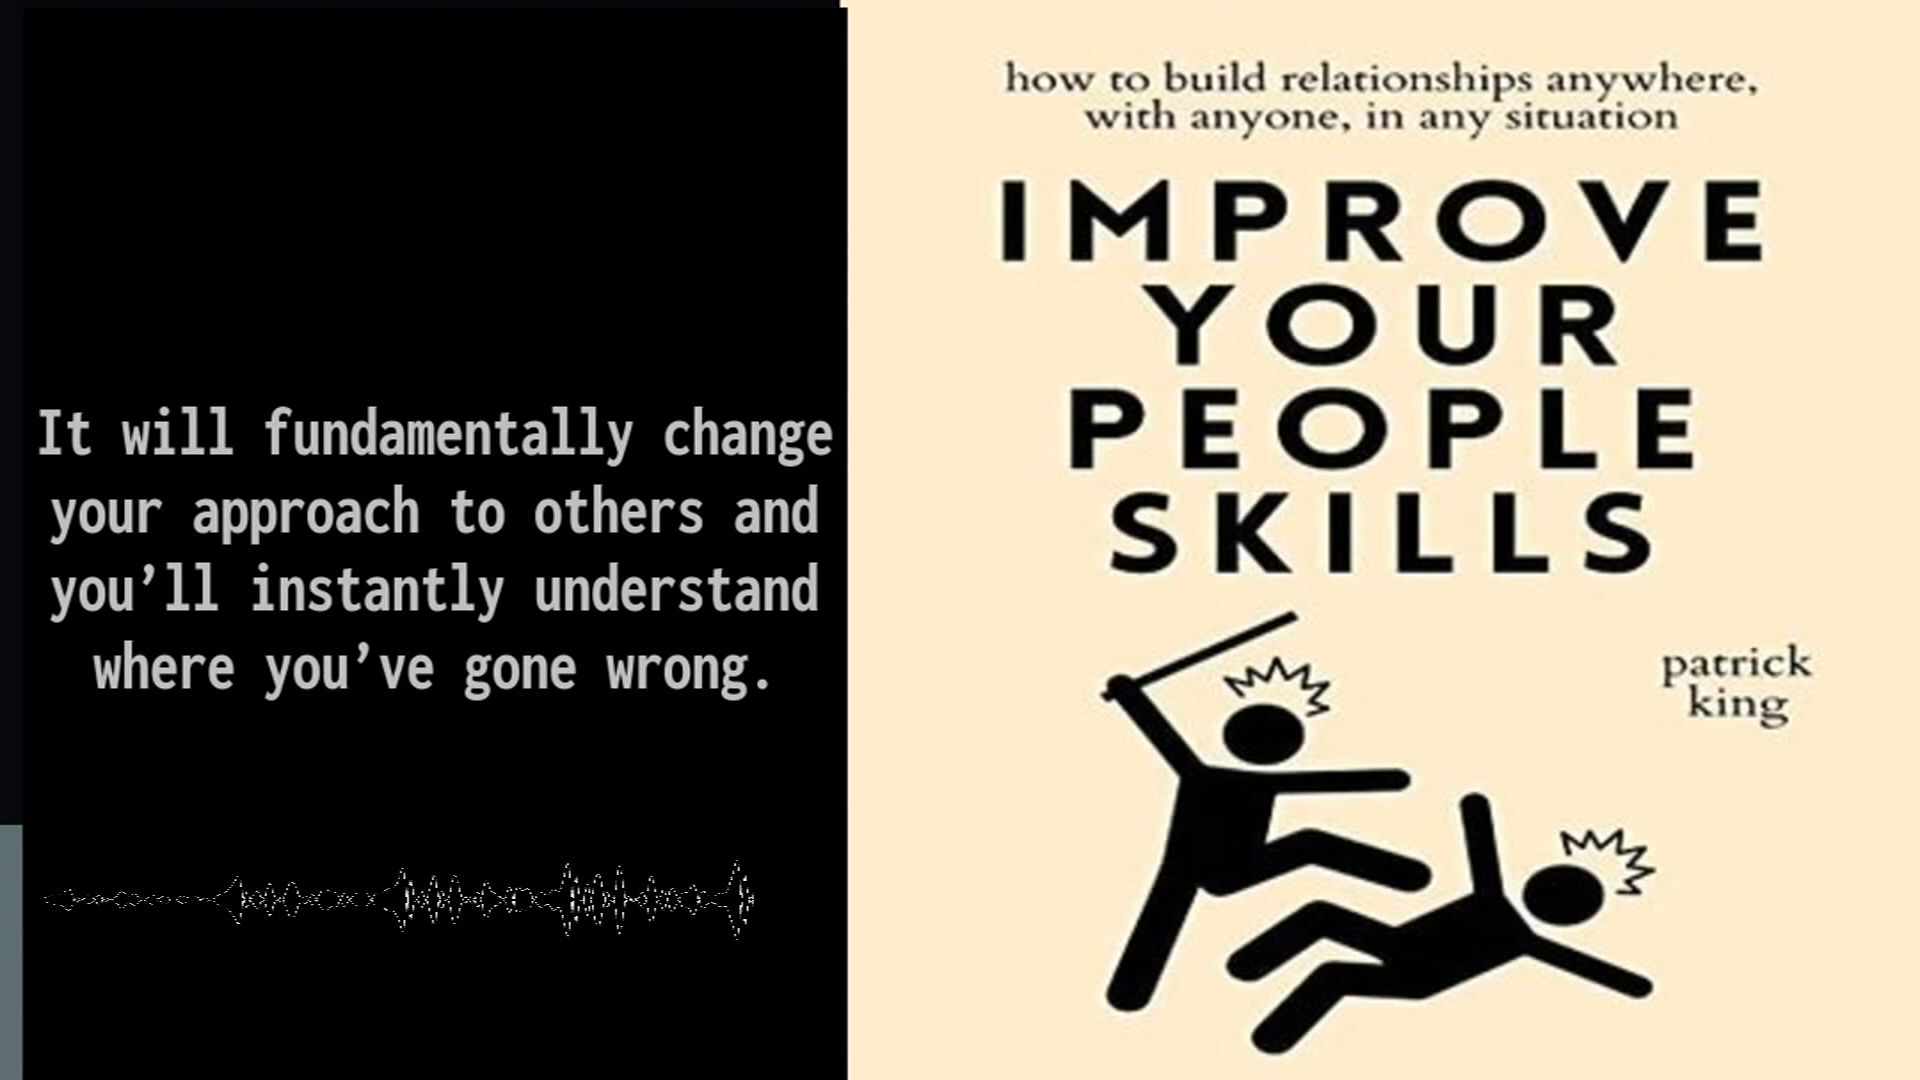 It will fundamentally change
your approach to others and
you’ll instantly understand
where you’ve gone wrong.
how to build relationships anywhere,
with anyone, in any situation
IMPROVE
YOUR
PEOPLE
SKILLS
patrick
king